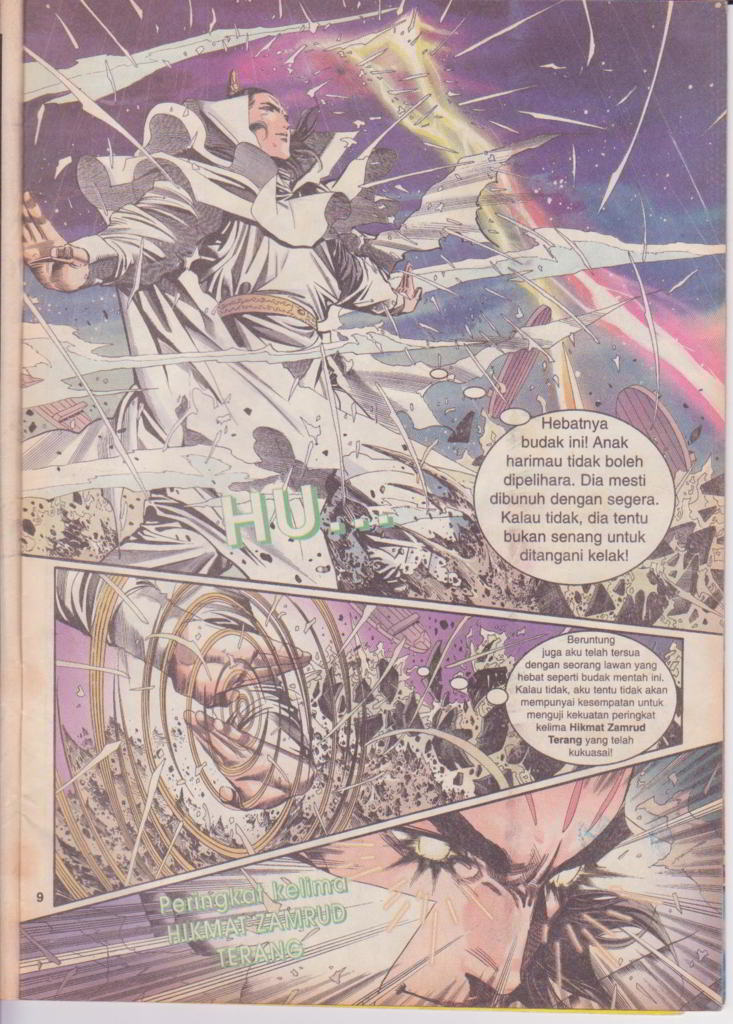 Hebatnya
budak ini! Anak
harimau tidak boleh
dipelihara. Dia mesti
dibunuh dengan segera.
Kalau tidak, dia tentu
bukan senang untuk
ditangani kelak!
HU...
Beruntung
juga aku telah tersua
dengan seorang lawan yang
hebat seperti budak mentah ini.
Kalau tidak, aku tentu tidak akan
mempunyai kesempatan untuk
menguji kekuatan peringkat
kelima Hikmat Zamrud
Terang yang telah
kukuasai!
Peringkat kelima
HIKMAT ZAMRUD
TERANG
9